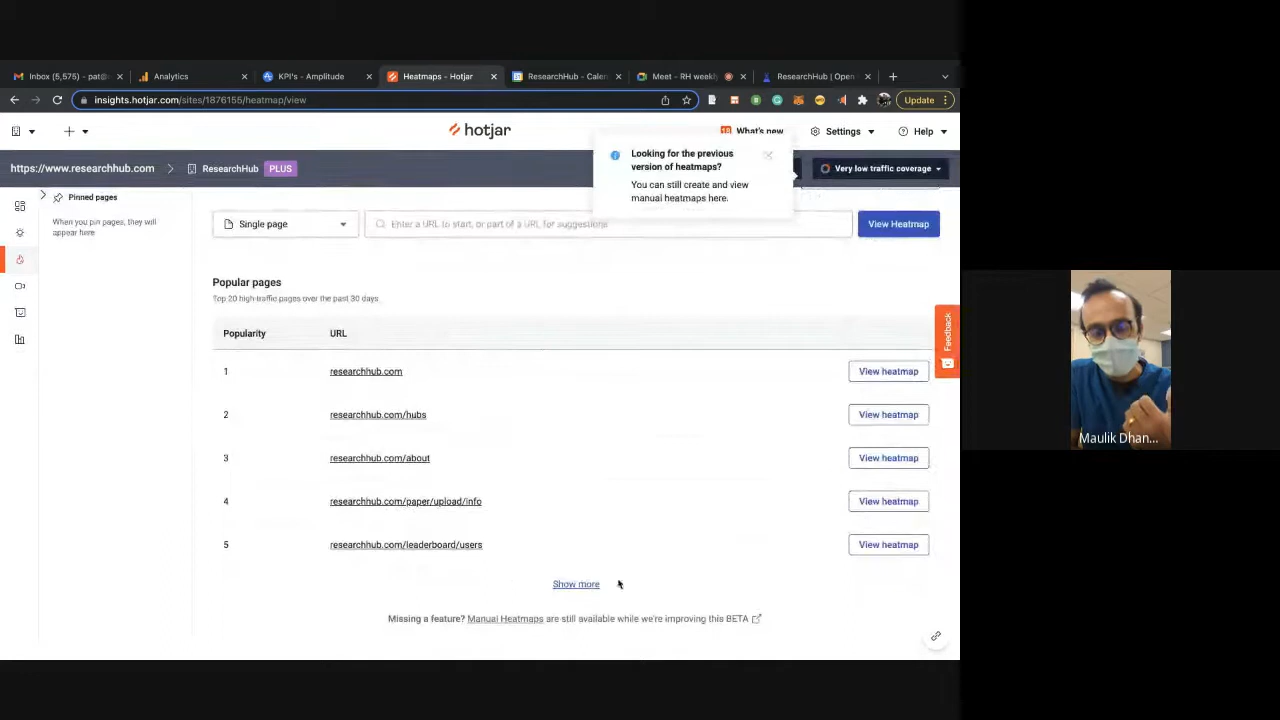 Inbox (5,575) - pat@
Analytics
KPI's - Amplitude
Heatmaps - Hotjar
ResearchHub - Calen
Meet - RH weekly
ResearchHub | Open
insights.hotjar.com/sites/1876155/heatmap/view
Update
hotjar
What's new
Settings
Help
https://www.researchhub.com
ResearchHub
PLUS
Looking for the previous
version of heatmaps?
You can still create and view
manual heatmaps here.
Very low traffic coverage
Pinned pages
When you pin pages, they will
appear here
Single page
Enter a URL to start, or part of a URL for suggestions
View Heatmap
Popular pages
Top 20 high-traffic pages over the past 30 days
Popularity URL
1 researchhub.com View heatmap
2 researchhub.com/hubs View heatmap
3 researchhub.com/about View heatmap
4 researchhub.com/paper/upload/info View heatmap
5 researchhub.com/leaderboard/users View heatmap
Show more
Missing a feature? Manual Heatmaps are still available while we're improving this BETA
Feedback
Maulik Dhan...